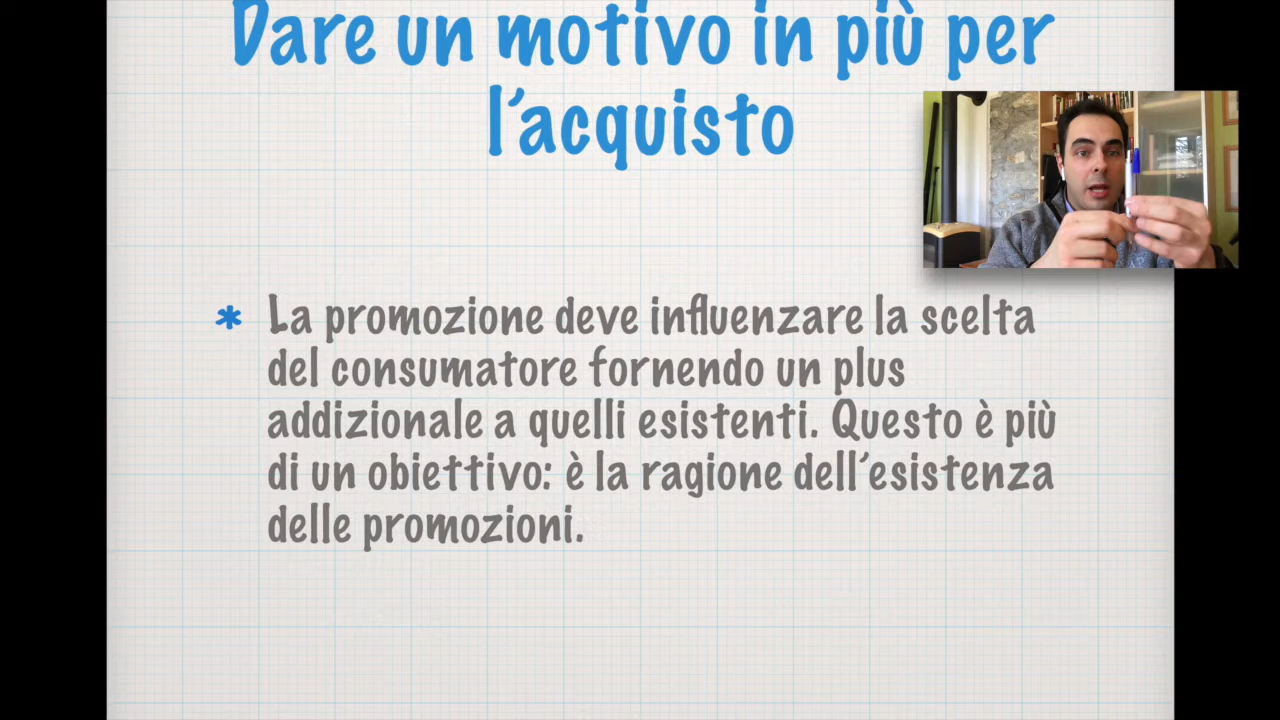 Dare un motivo in più per
l'acquisto
* La promozione deve influenzare la scelta
del consumatore fornendo un plus
addizionale a quelli esistenti. Questo è più
di un obiettivo: è la ragione dell'esistenza
delle promozioni.